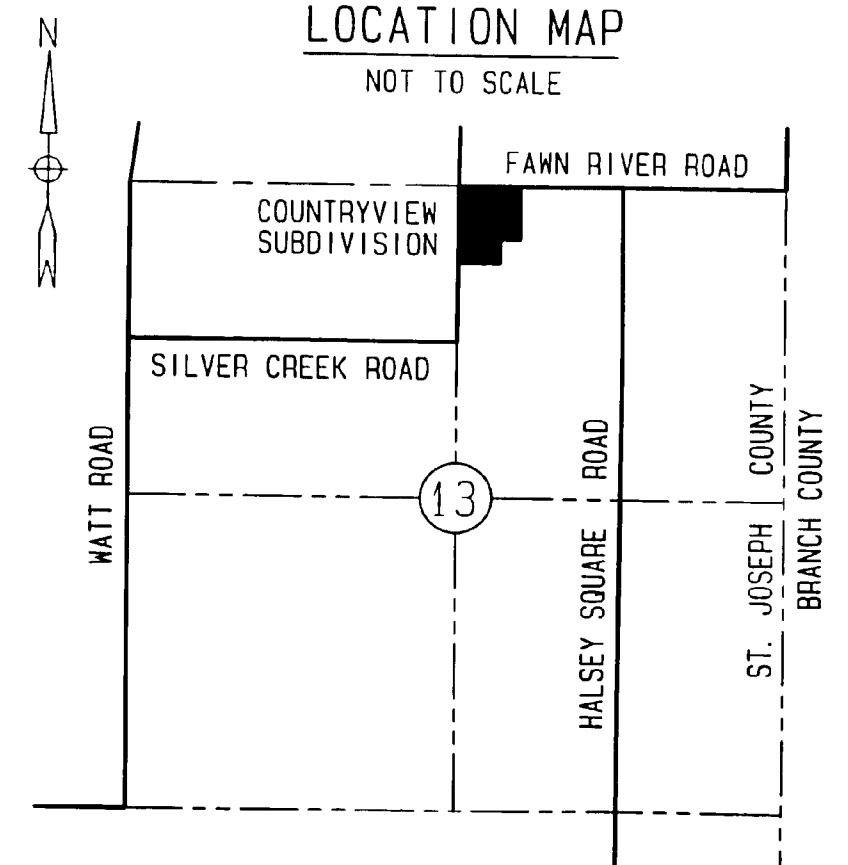 LOCATION MAP
NOT TO SCALE
N
FAWN RIVER ROAD
COUNTRYVIEW
SUBDIVISION
SILVER CREEK ROAD
WATT ROAD
13
HALSEY SQUARE ROAD
ST. JOSEPH COUNTY
BRANCH COUNTY